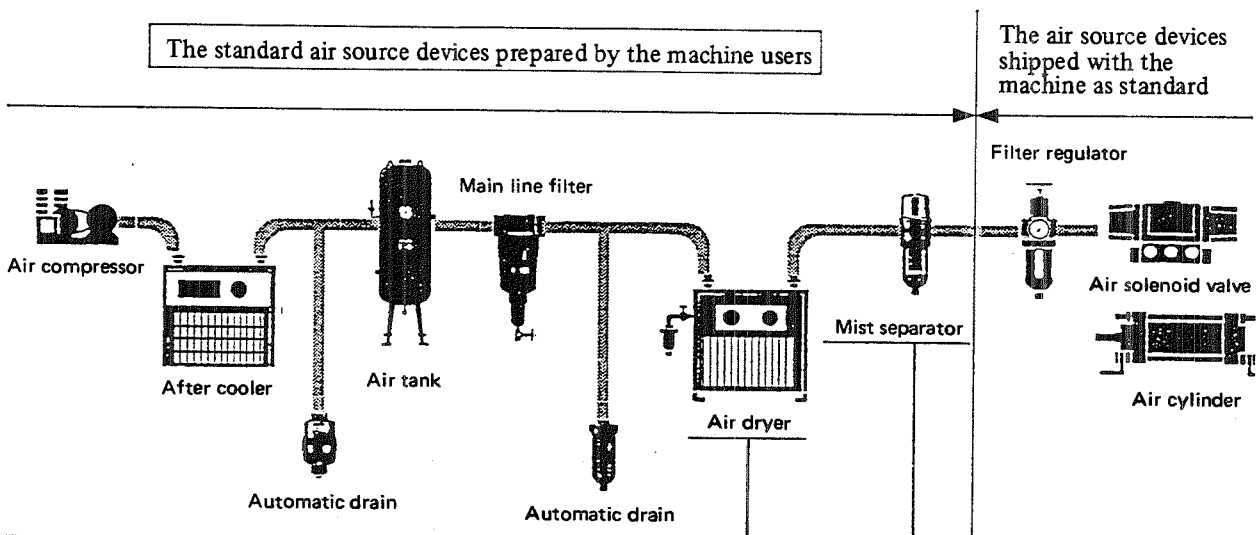 The standard air source devices prepared by the machine users
The air source devices
shipped with the
machine as standard
Filter regulator
Main line filter
Air compressor
Air solenoid valve
Mist separator
After cooler
Air tank
Air cylinder
Air dryer
Automatic drain
Automatic drain